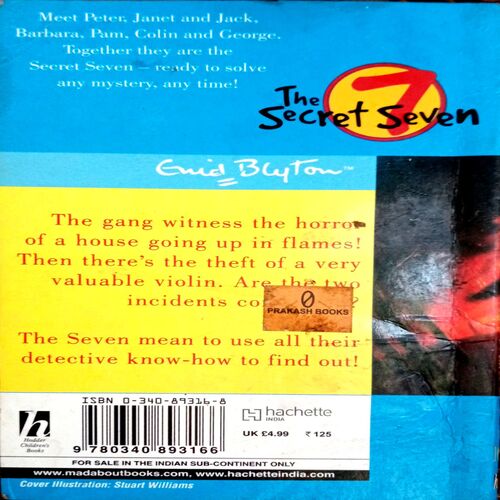 Meet Peter, Janet and Jack,
Barbara, Pam, Colin and George.
Together they are the
Secret Seven – ready to solve
any mystery, any time!
The
Secret Seven
7
Enid Blyton™
The gang witness the horror
of a house going up in flames!
Then there's the theft of a very
valuable violin. Are the two
incidents ?
0
PRAKASH BOOKS
The Seven mean to use all their
detective know-how to find out!
ISBN 0-340-89316-8
9 780340 893166
h
Hodder
Children's
Books
hachette
INDIA
UK £4.99 ₹ 125
FOR SALE IN THE INDIAN SUB-CONTINENT ONLY
www.madaboutbooks.com, www.hachetteindia.com
Cover Illustration: Stuart Williams